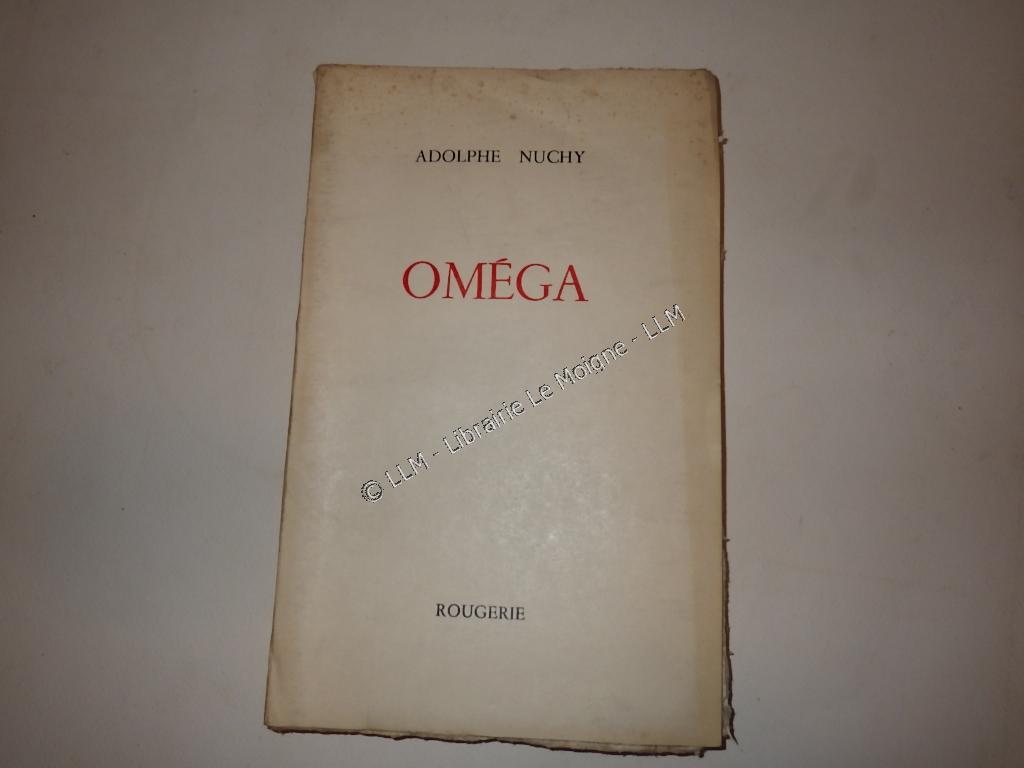 ADOLPHE NUCHY
OMÉGA
© LLM - Librairie Le Moigne - LLM
ROUGERIE